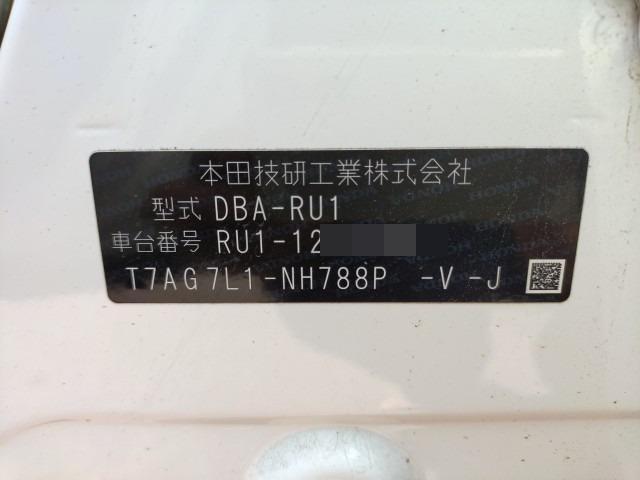 本田技研工業株式会社
型式 DBA-RU1
車台番号 RU1-12
T7AG7L1-NH788P -V -J